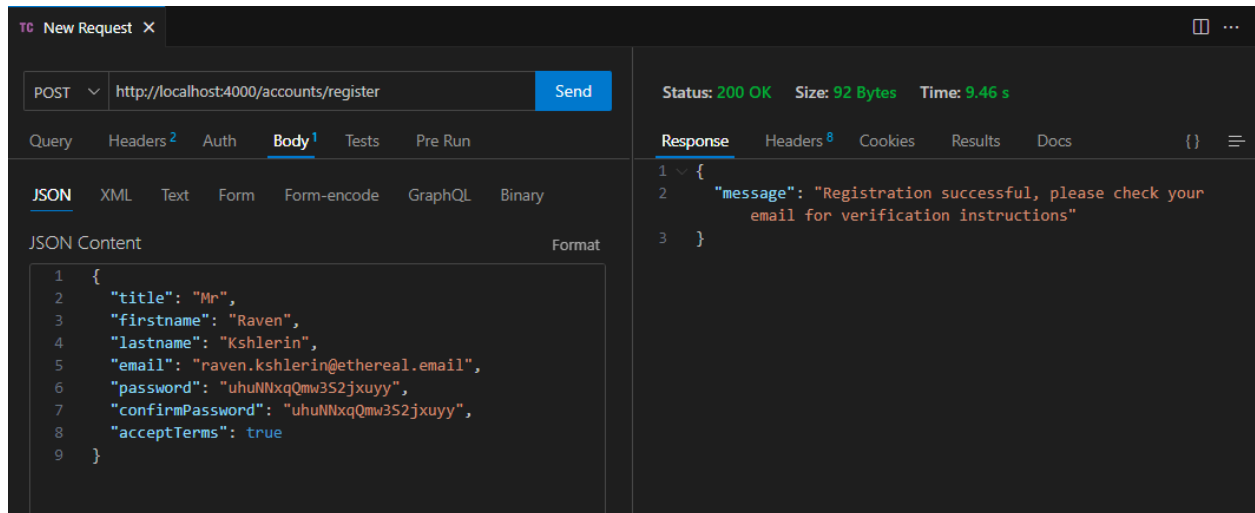 TC New Request ×
POST http://localhost:4000/accounts/register Send
Query Headers 2 Auth Body 1 Tests Pre Run
JSON XML Text Form Form-encode GraphQL Binary
JSON Content Format
1 {
2 "title": "Mr",
3 "firstname": "Raven",
4 "lastname": "Kshlerin",
5 "email": "raven.kshlerin@ethereal.email",
6 "password": "uhuNNxqQmw3S2jxuyy",
7 "confirmPassword": "uhuNNxqQmw3S2jxuyy",
8 "acceptTerms": true
9 }
Status: 200 OK Size: 92 Bytes Time: 9.46 s
Response Headers 8 Cookies Results Docs {}
1 {
2 "message": "Registration successful, please check your
email for verification instructions"
3 }